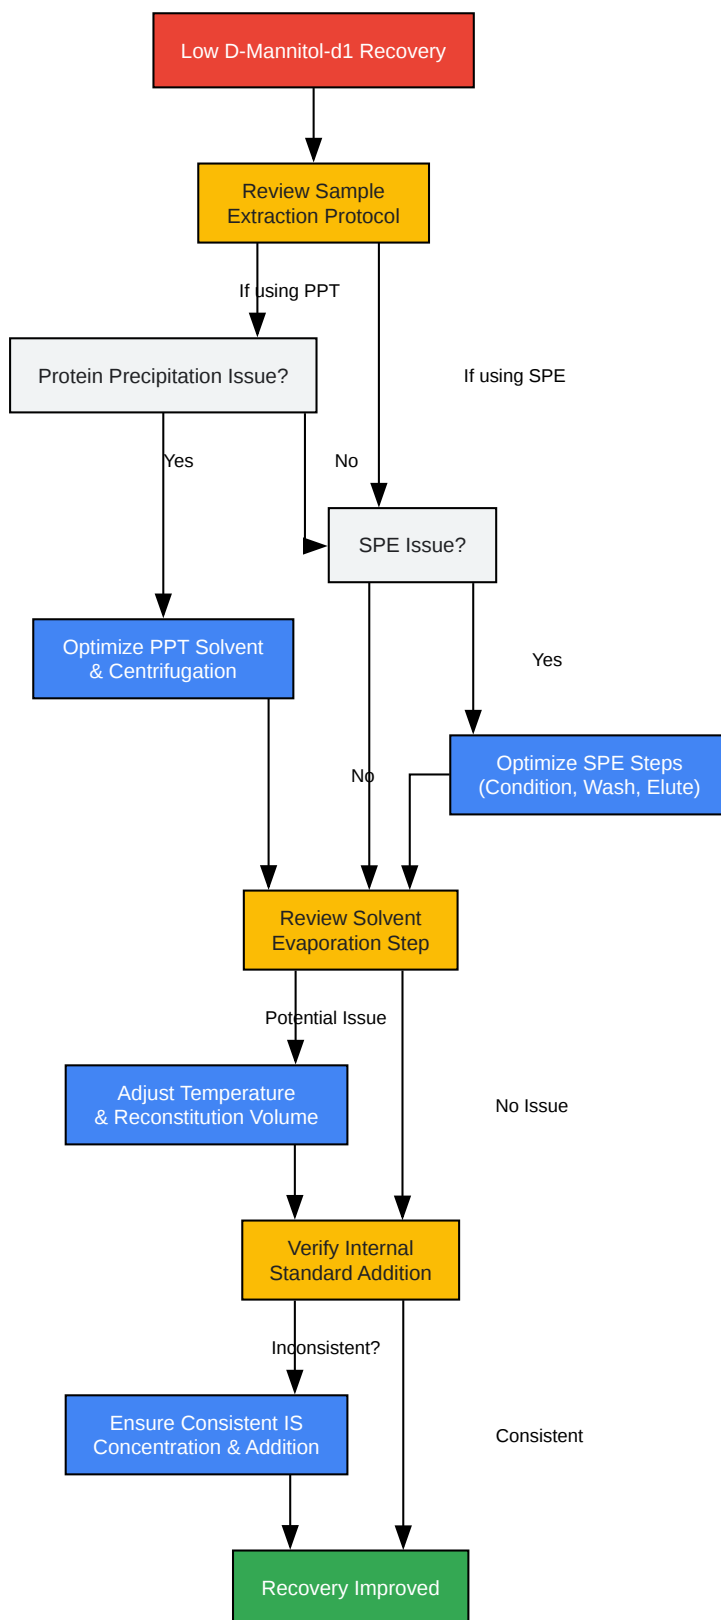 Low D-Mannitol-d1 Recovery
Review Sample
Extraction Protocol
If using PPT
Protein Precipitation Issue?
If using SPE
Yes
No
SPE Issue?
Optimize PPT Solvent
& Centrifugation
Yes
No
Optimize SPE Steps
(Condition, Wash, Elute)
Review Solvent
Evaporation Step
Potential Issue
Adjust Temperature
& Reconstitution Volume
No Issue
Verify Internal
Standard Addition
Inconsistent?
Ensure Consistent IS
Concentration & Addition
Consistent
Recovery Improved